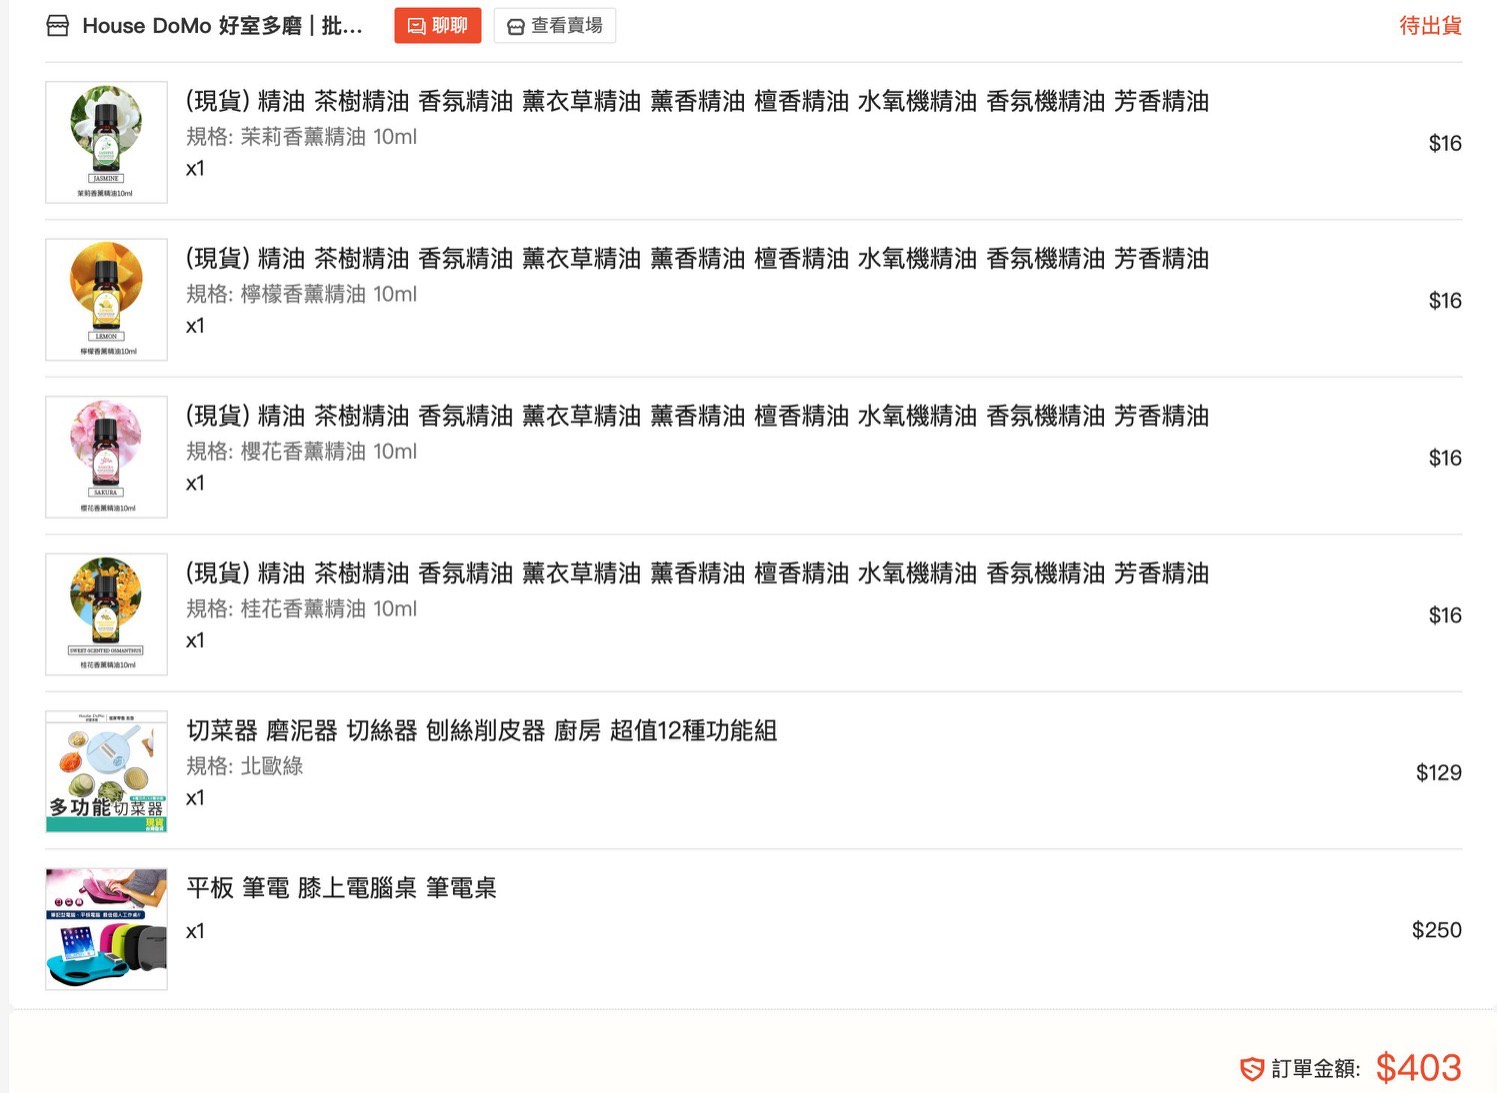 House DoMo 好室多磨 | 批... 聊聊 查看賣場 待出貨
(現貨) 精油 茶樹精油 香氛精油 薰衣草精油 薰香精油 檀香精油 水氧機精油 香氛機精油 芳香精油
規格: 茉莉香薰精油 10ml
x1
$16
JASMINE
茉莉香薰精油10ml
(現貨) 精油 茶樹精油 香氛精油 薰衣草精油 薰香精油 檀香精油 水氧機精油 香氛機精油 芳香精油
規格: 檸檬香薰精油 10ml
x1
$16
LEMON
檸檬香薰精油10ml
(現貨) 精油 茶樹精油 香氛精油 薰衣草精油 薰香精油 檀香精油 水氧機精油 香氛機精油 芳香精油
規格: 櫻花香薰精油 10ml
x1
$16
SAKURA
櫻花香薰精油10ml
(現貨) 精油 茶樹精油 香氛精油 薰衣草精油 薰香精油 檀香精油 水氧機精油 香氛機精油 芳香精油
規格: 桂花香薰精油 10ml
x1
$16
SWEET-SCENTED OSMANTHUS
桂花香薰精油10ml
切菜器 磨泥器 切絲器 刨絲削皮器 廚房 超值12種功能組
規格: 北歐綠
x1
$129
多功能切菜器
現貨
平板 筆電 膝上電腦桌 筆電桌
x1
$250
訂單金額: $403